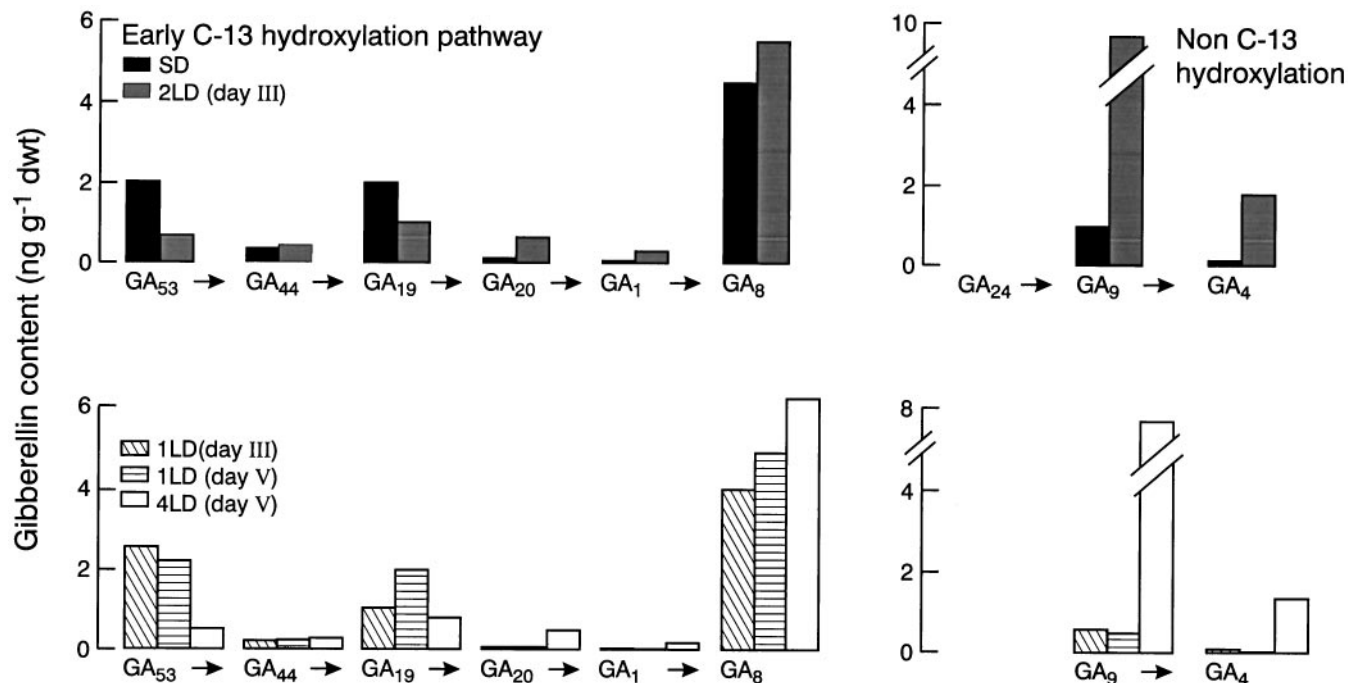 Gibberellin content (ng g⁻¹ dwt)
Early C-13 hydroxylation pathway
SD
2LD (day III)
6
4
2
0
GA₅₃ → GA₄₄ → GA₁₉ → GA₂₀ → GA₁ → GA₈
Non C-13
hydroxylation
10
4
2
0
GA₂₄ → GA₉ → GA₄
1LD(day III)
1LD (day V)
4LD (day V)
6
4
2
0
GA₅₃ → GA₄₄ → GA₁₉ → GA₂₀ → GA₁ → GA₈
8
4
2
0
GA₉ → GA₄